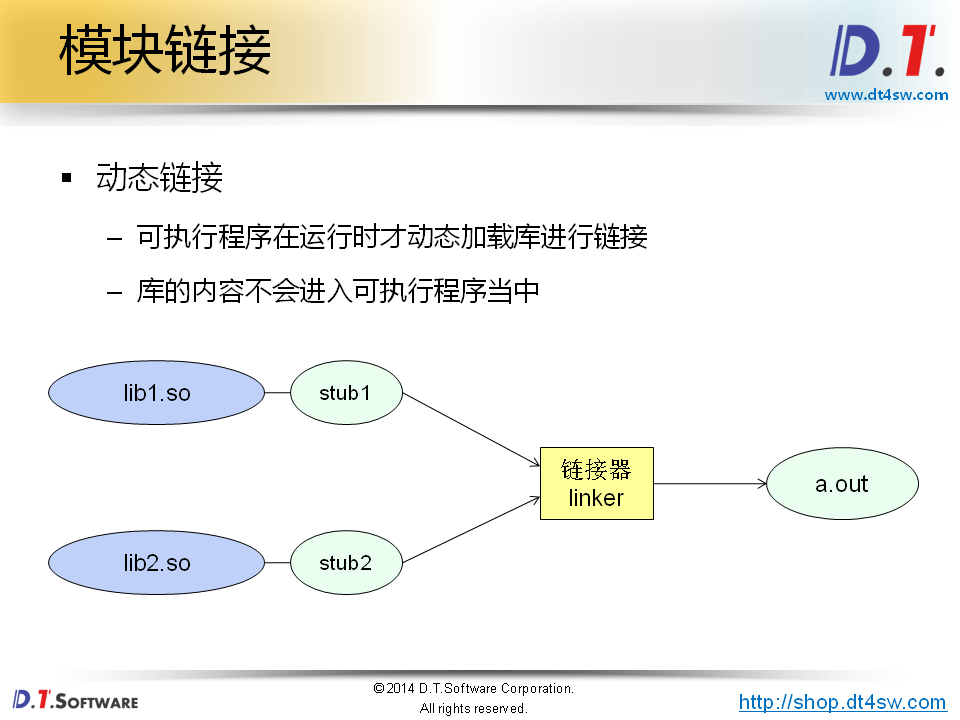 模块链接
D.T.
www.dt4sw.com
▪ 动态链接
– 可执行程序在运行时才动态加载库进行链接
– 库的内容不会进入可执行程序当中
lib1.so
stub1
链接器
linker
a.out
lib2.so
stub2
D.T.SOFTWARE
©2014 D.T.Software Corporation.
All rights reserved.
http://shop.dt4sw.com